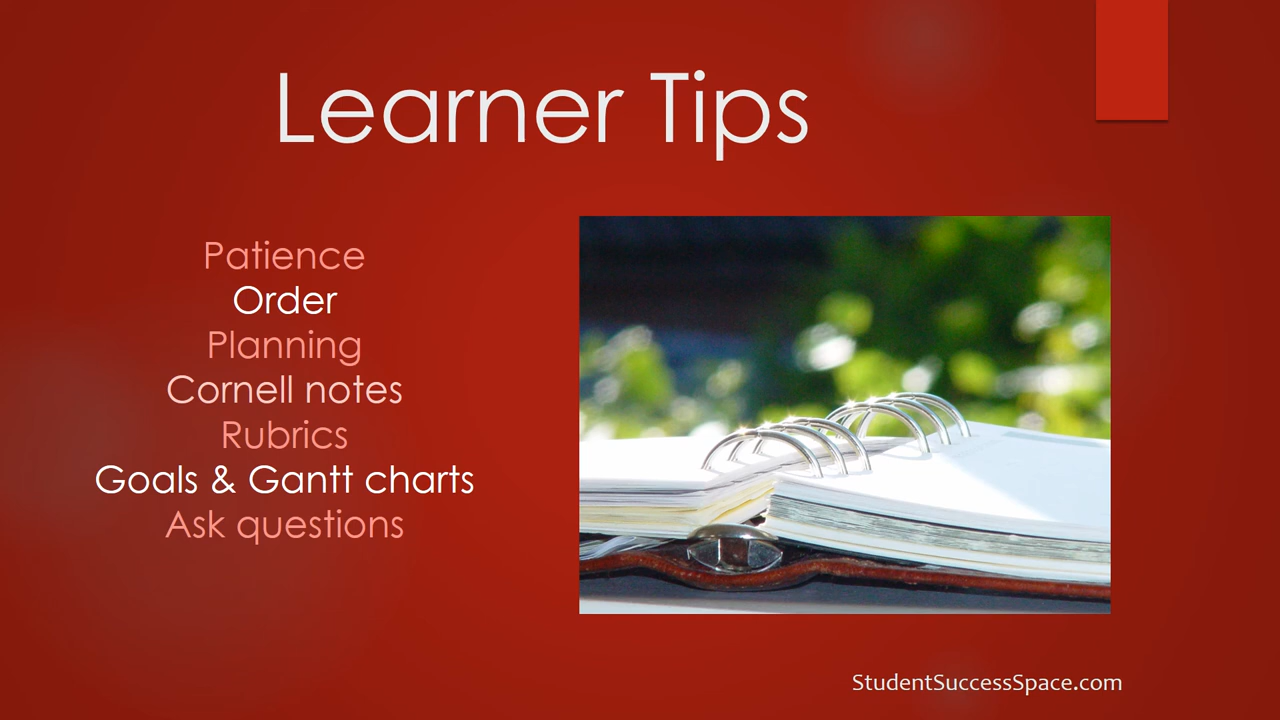 Learner Tips
Patience
Order
Planning
Cornell notes
Rubrics
Goals & Gantt charts
Ask questions
StudentSuccessSpace.com